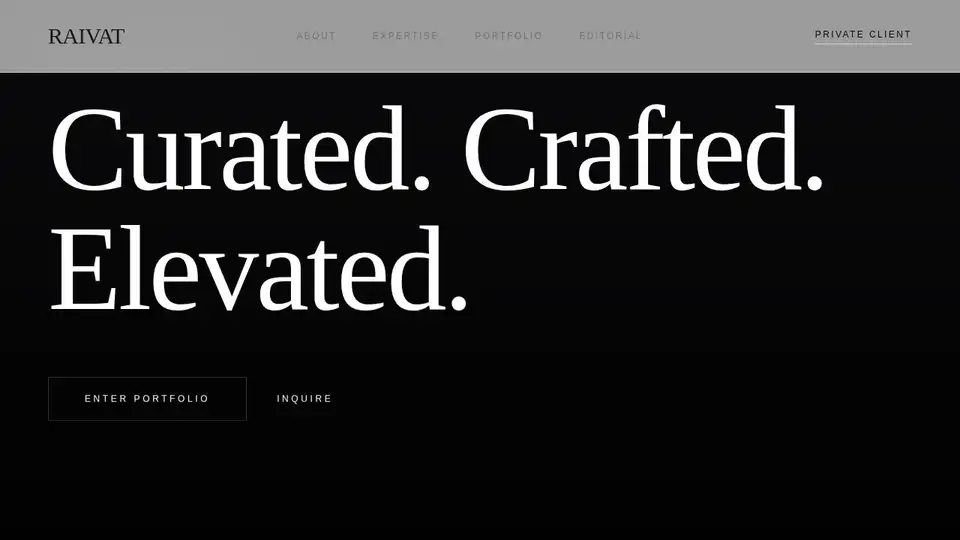 RAIVAT
ABOUT EXPERTISE PORTFOLIO EDITORIAL
PRIVATE CLIENT
Curated. Crafted.
Elevated.
ENTER PORTFOLIO
INQUIRE